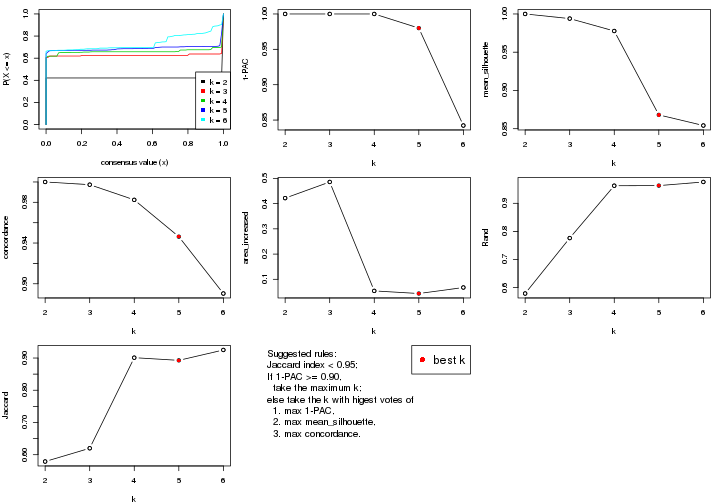 P(X <= x)
0.0 0.2 0.4 0.6 0.8 1.0
k = 2
k = 3
k = 4
k = 5
k = 6
0.0 0.2 0.4 0.6 0.8 1.0
consensus value (x)
1-PAC
0.85 0.90 0.95 1.00
2 3 4 5 6
k
mean_silhouette
0.85 0.90 0.95 1.00
2 3 4 5 6
k
concordance
0.90 0.94 0.98
2 3 4 5 6
k
area_increased
0.1 0.2 0.3 0.4 0.5
2 3 4 5 6
k
Rand
0.6 0.7 0.8 0.9
2 3 4 5 6
k
Jaccard
0.60 0.70 0.80 0.90
2 3 4 5 6
k
Suggested rules:
Jaccard index < 0.95;
If 1-PAC >= 0.90,
take the maximum k;
else take the k with higest votes of
1. max 1-PAC,
2. max mean_silhouette,
3. max concordance.
best k